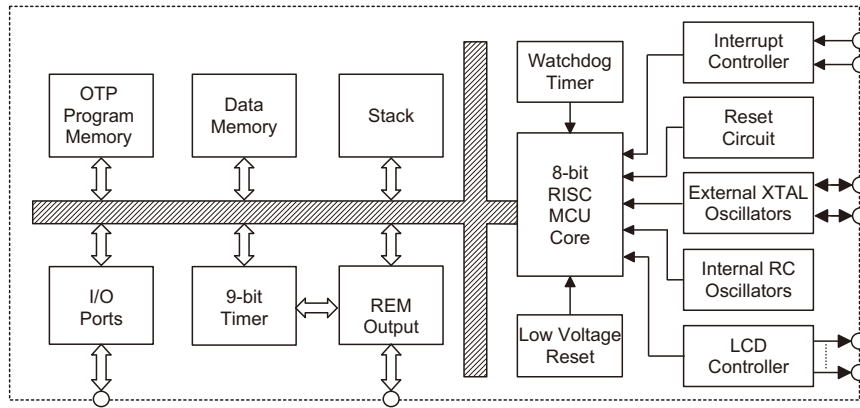 OTP
Program
Memory
Data
Memory
Stack
Watchdog
Timer
Interrupt
Controller
Reset
Circuit
8-bit
RISC
MCU
Core
External XTAL
Oscillators
Internal RC
Oscillators
I/O
Ports
9-bit
Timer
REM
Output
Low Voltage
Reset
LCD
Controller